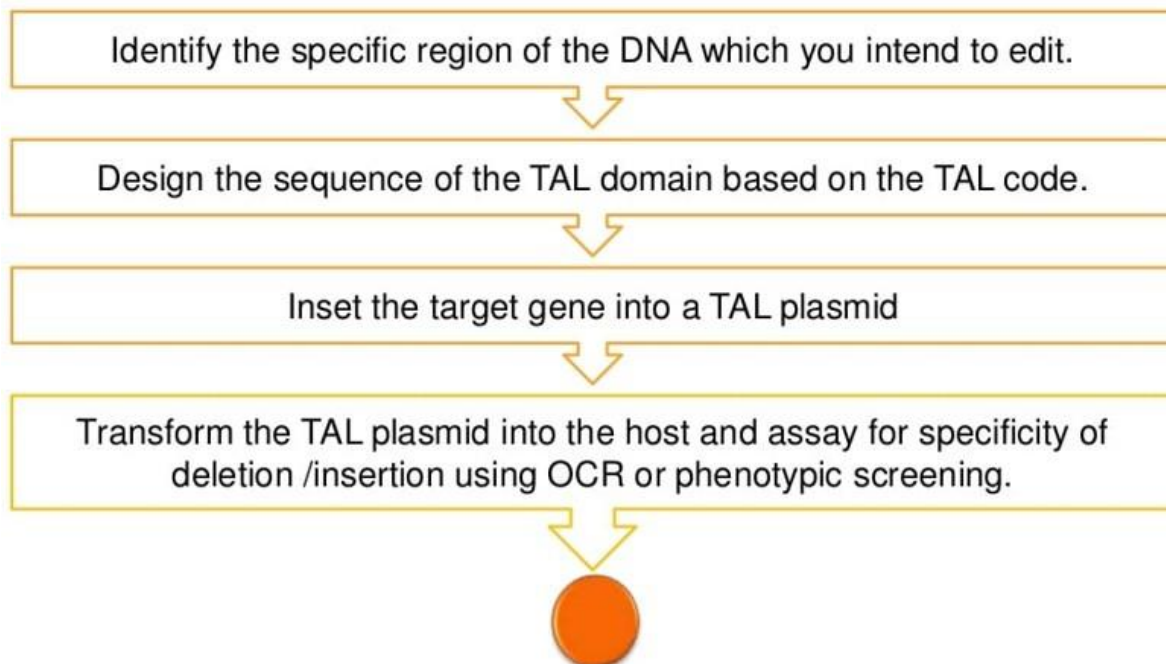 Identify the specific region of the DNA which you intend to edit.
Design the sequence of the TAL domain based on the TAL code.
Inset the target gene into a TAL plasmid
Transform the TAL plasmid into the host and assay for specificity of
deletion /insertion using OCR or phenotypic screening.